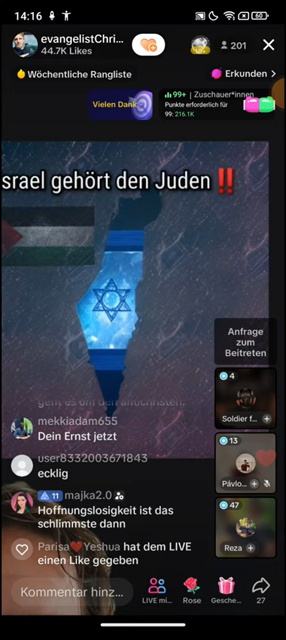 14:16
60
evangelistChri...
44.7K Likes
201
Wöchentliche Rangliste
Erkunden >
Vielen Dank
99+ | Zuschauer*innen
Punkte erforderlich für
99: 216.1K
srael gehört den Juden ‼️
Anfrage
zum
Beitreten
4
Soldier f...
13
Pávlo...
47
Reza
mekkiadam655
Dein Ernst jetzt
user8332003671843
ecklig
11 majka2.0
Hoffnungslosigkeit ist das
schlimmste dann
Parisa❤️Yeshua hat dem LIVE
einen Like gegeben
Kommentar hinz...
LIVE mi...
Rose
Gesche...
27